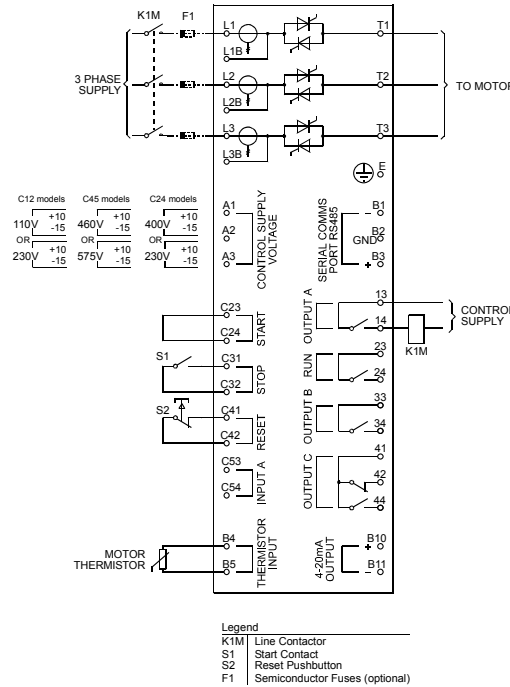 K1M F1 L1 T1
L1B
3 PHASE
SUPPLY
L2 T2
L2B
TO MOTOR
L3 T3
L3B
E
C12 models C45 models C24 models
110V +10 -15 460V +10 -15 400V +10 -15
OR OR OR
230V +10 -15 575V +10 -15 230V +10 -15
A1
A2
A3
CONTROL SUPPLY
VOLTAGE
SERIAL COMMS
PORT RS485
- B1
GND B2
+ B3
C23
C24
START
OUTPUT A
13
14
K1M
CONTROL
SUPPLY
S1
C31
C32
STOP
RUN
23
24
S2
C41
C42
RESET
OUTPUT B
33
34
C53
C54
INPUT A
OUTPUT C
41
42
44
MOTOR
THERMISTOR
B4
B5
THERMISTOR
INPUT
4-20mA
OUTPUT
+ B10
- B11
Legend
K1M Line Contactor
S1 Start Contact
S2 Reset Pushbutton
F1 Semiconductor Fuses (optional)